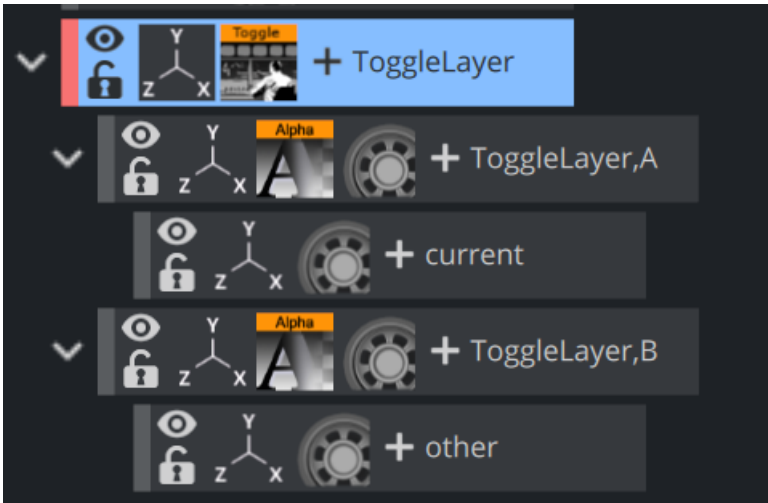 Y Z X Toggle + ToggleLayer
Y Z X Alpha A + ToggleLayer,A
Y Z X + current
Y Z X Alpha A + ToggleLayer,B
Y Z X + other